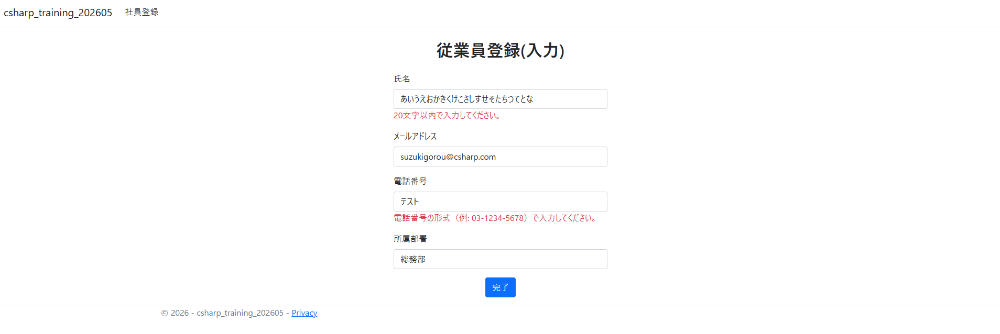 csharp_training_202605 社員登録
従業員登録(入力)
氏名
あいうえおかきくけこさしすせそたちつてとな
20文字以内で入力してください。
メールアドレス
suzukigorou@csharp.com
電話番号
テスト
電話番号の形式（例: 03-1234-5678）で入力してください。
所属部署
総務部
完了
© 2026 - csharp_training_202605 - Privacy